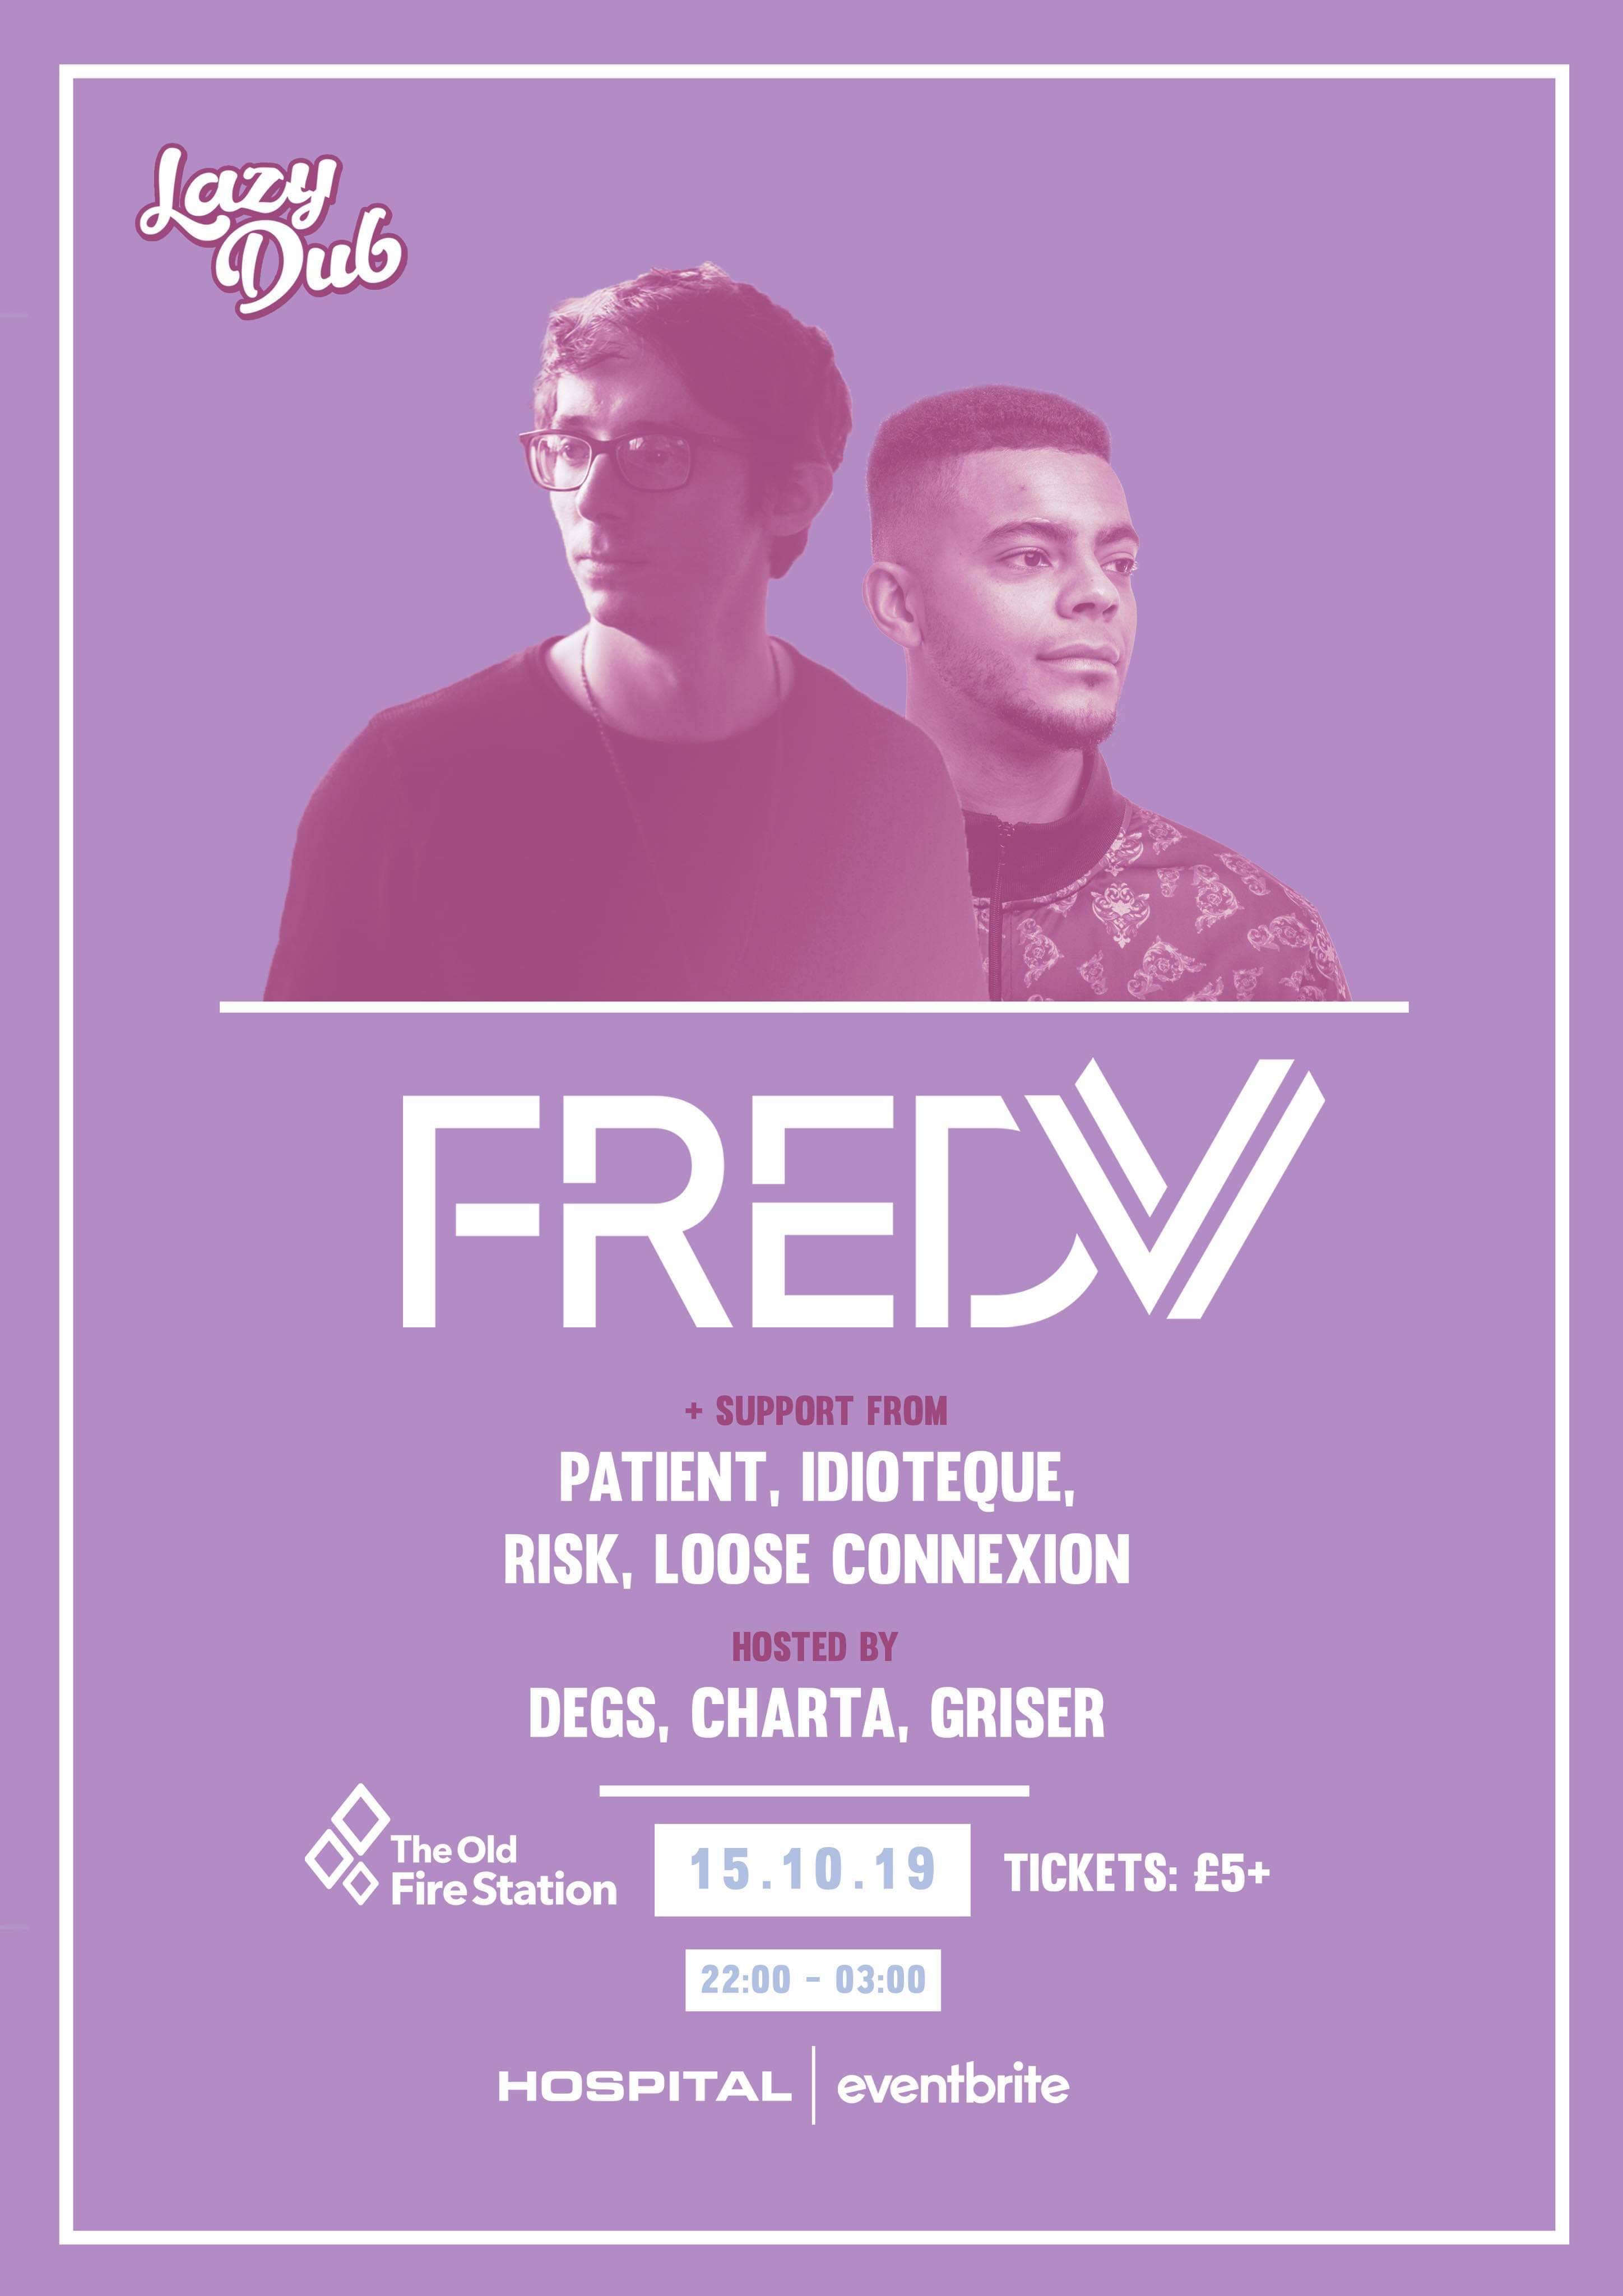 Lazy
Dub
FRED V
+ SUPPORT FROM
PATIENT, IDIOTEQUE,
RISK, LOOSE CONNEXION
HOSTED BY
DEGS, CHARTA, GRISER
The Old
Fire Station
15.10.19
TICKETS: £5+
22:00 - 03:00
HOSPITAL | eventbrite